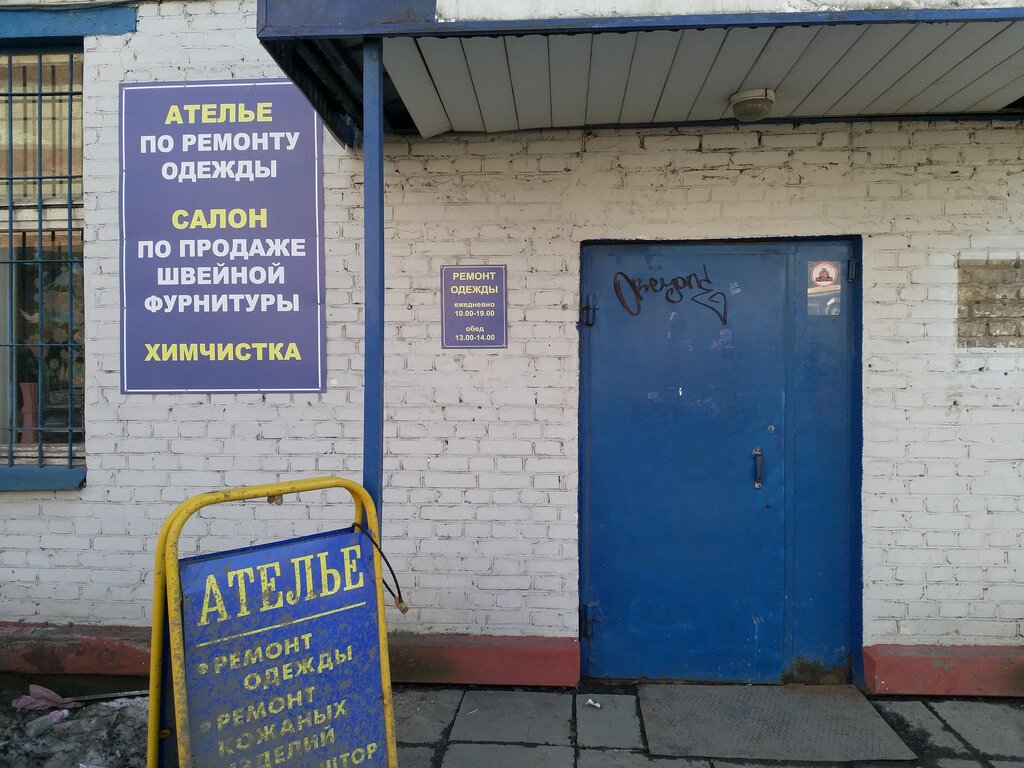 АТЕЛЬЕ
ПО РЕМОНТУ
ОДЕЖДЫ
САЛОН
ПО ПРОДАЖЕ
ШВЕЙНОЙ
ФУРНИТУРЫ
ХИМЧИСТКА
РЕМОНТ
ОДЕЖДЫ
ежедневно
10.00-19.00
обед
13.00-14.00
АТЕЛЬЕ
• РЕМОНТ
ОДЕЖДЫ
• РЕМОНТ
КОЖАНЫХ
ИЗДЕЛИЙ
ШТОР